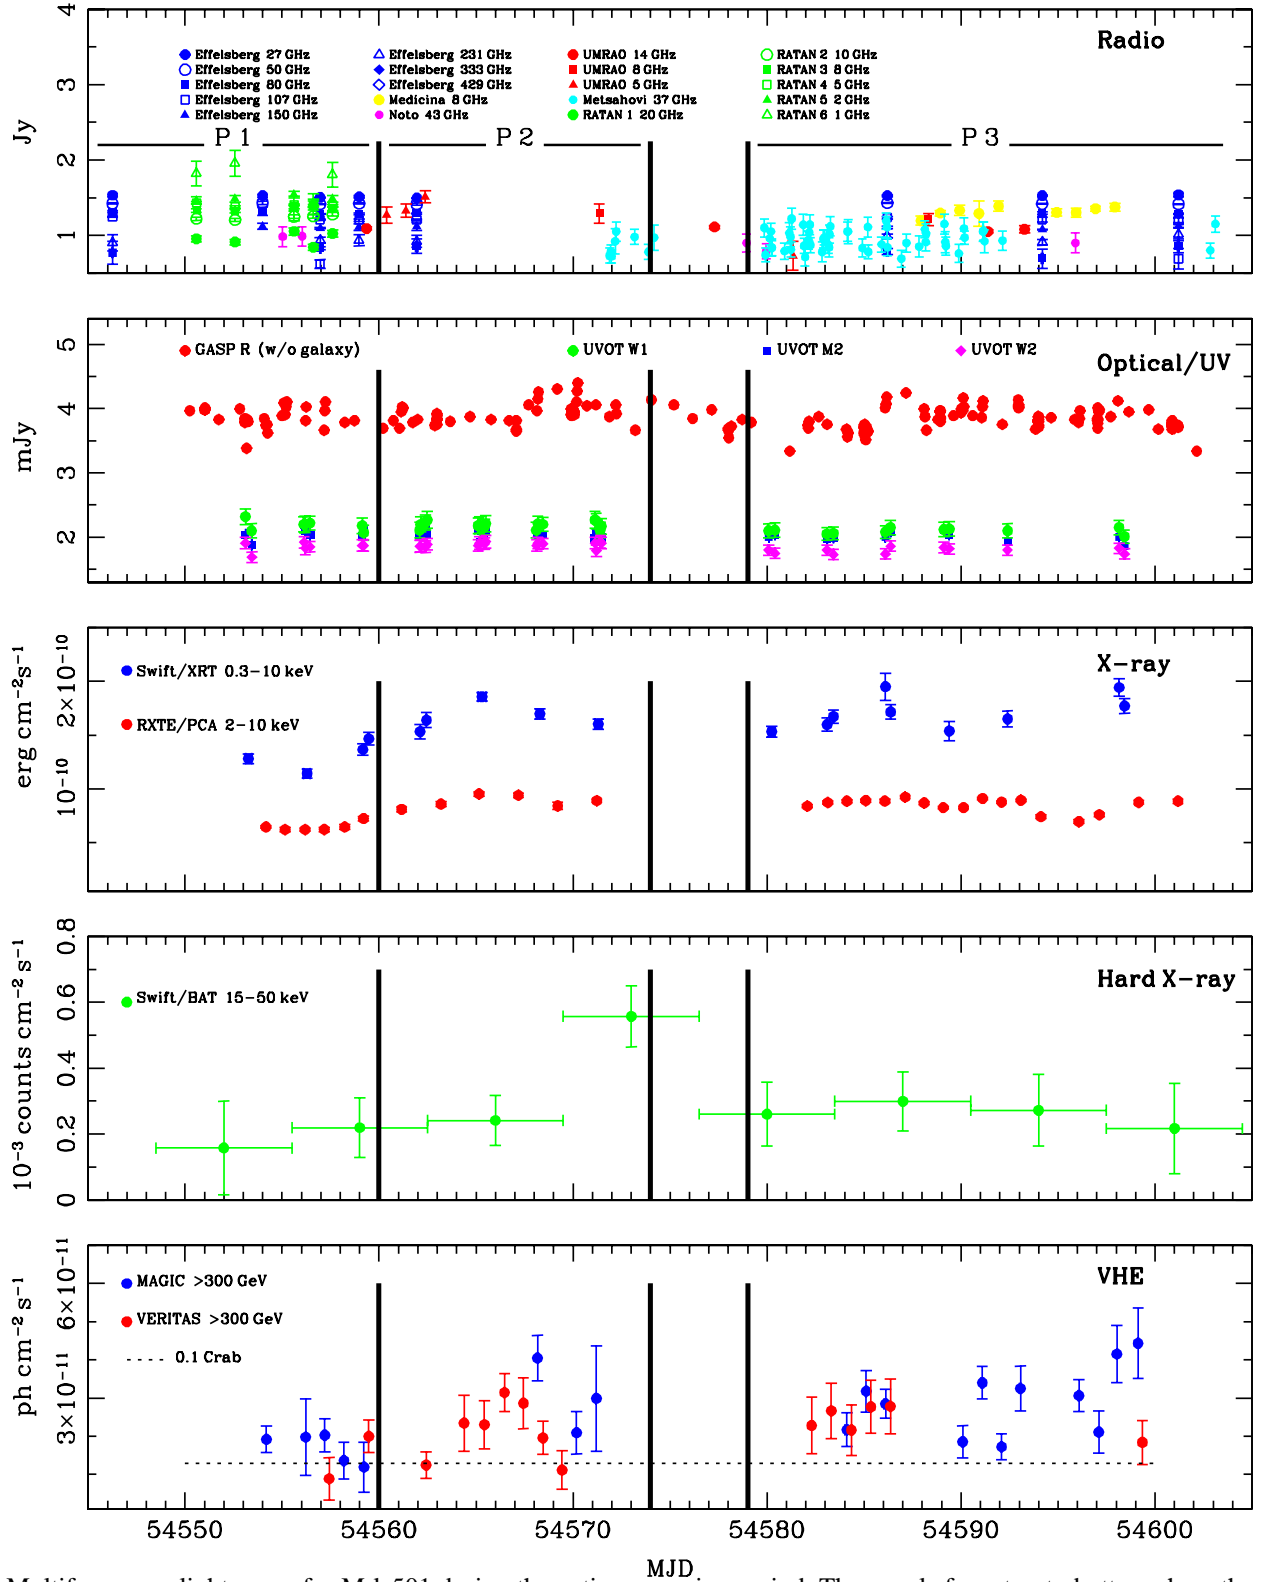 Radio
Effelsberg 27 GHz
Effelsberg 50 GHz
Effelsberg 80 GHz
Effelsberg 107 GHz
Effelsberg 150 GHz
Effelsberg 231 GHz
Effelsberg 333 GHz
Effelsberg 429 GHz
Medicina 8 GHz
Noto 43 GHz
UMRAO 14 GHz
UMRAO 8 GHz
UMRAO 5 GHz
Metsahovi 37 GHz
RATAN 1 20 GHz
RATAN 2 10 GHz
RATAN 3 8 GHz
RATAN 4 5 GHz
RATAN 5 2 GHz
RATAN 6 1 GHz
P 1
P 2
P 3
4
3
2
1
Jy
Optical/UV
GASP R (w/o galaxy)
UVOT W1
UVOT M2
UVOT W2
5
4
3
2
mJy
X-ray
Swift/XRT 0.3-10 keV
RXTE/PCA 2-10 keV
2×10⁻¹⁰
10⁻¹⁰
erg cm⁻²s⁻¹
Hard X-ray
Swift/BAT 15-50 keV
0.8
0.6
0.4
0.2
0
10⁻³ counts cm⁻² s⁻¹
VHE
MAGIC >300 GeV
VERITAS >300 GeV
0.1 Crab
6×10⁻¹¹
3×10⁻¹¹
ph cm⁻² s⁻¹
54550
54560
54570
54580
54590
54600
MJD